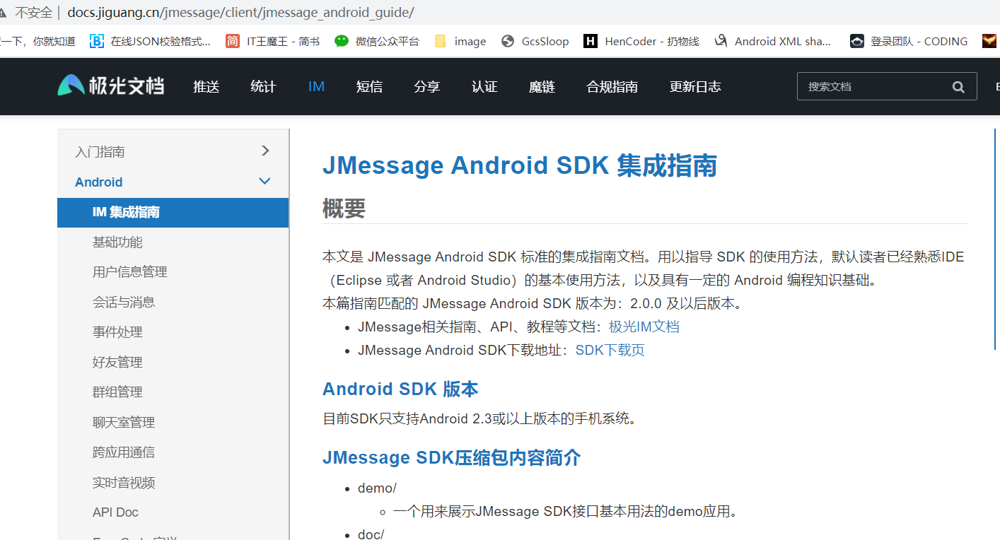 不安全 | docs.jiguang.cn/jmessage/client/jmessage_android_guide/
一下，你就知道 在线JSON校验格式... 简 IT王魔王 - 简书 微信公众平台 image GcsSloop H HenCoder - 扔物线 Android XML sha... 登录团队 - CODING
极光文档 推送 统计 IM 短信 分享 认证 魔链 合规指南 更新日志 搜索文档
入门指南
Android
IM 集成指南
基础功能
用户信息管理
会话与消息
事件处理
好友管理
群组管理
聊天室管理
跨应用通信
实时音视频
API Doc
JMessage Android SDK 集成指南
概要
本文是 JMessage Android SDK 标准的集成指南文档。用以指导 SDK 的使用方法，默认读者已经熟悉IDE
（Eclipse 或者 Android Studio）的基本使用方法，以及具有一定的 Android 编程知识基础。
本篇指南匹配的 JMessage Android SDK 版本为：2.0.0 及以后版本。
JMessage相关指南、API、教程等文档：极光IM文档
JMessage Android SDK下载地址：SDK下载页
Android SDK 版本
目前SDK只支持Android 2.3或以上版本的手机系统。
JMessage SDK压缩包内容简介
demo/
一个用来展示JMessage SDK接口基本用法的demo应用。
doc/